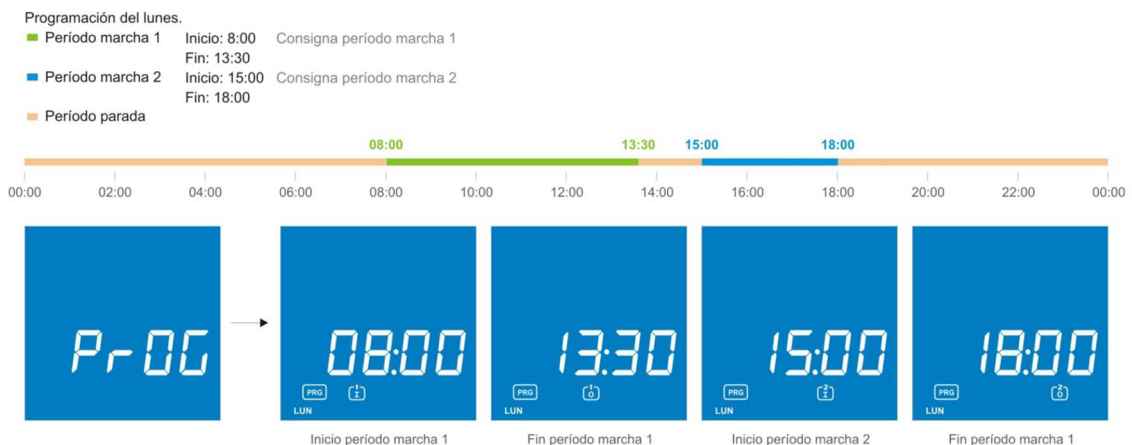 Programación del lunes.
Período marcha 1 Inicio: 8:00 Consigna período marcha 1
Fin: 13:30
Período marcha 2 Inicio: 15:00 Consigna período marcha 2
Fin: 18:00
Período parada
08:00 13:30 15:00 18:00
00:00 02:00 04:00 06:00 08:00 10:00 12:00 14:00 16:00 18:00 20:00 22:00 00:00
PrOG 08:00 13:30 15:00 18:00
PRG 1 I PRG 1 O PRG 2 I PRG 2 O
LUN LUN LUN LUN
Inicio período marcha 1 Fin período marcha 1 Inicio período marcha 2 Fin período marcha 1